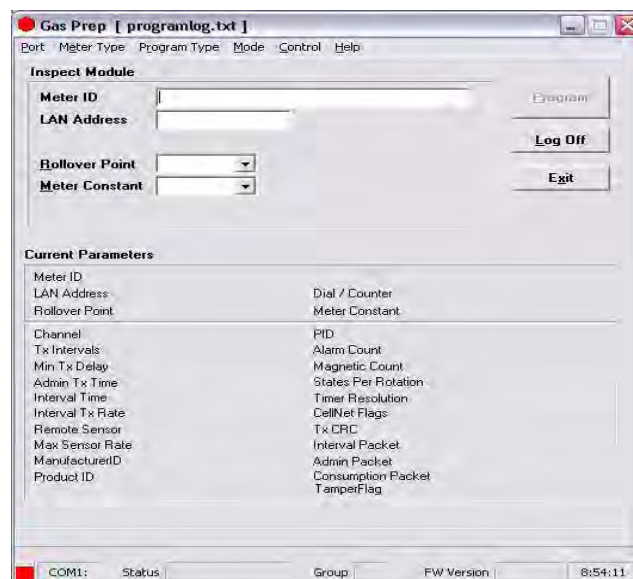 Gas Prep [ programlog.txt ]
Port Meter Type Program Type Mode Control Help
Inspect Module
Meter ID
Program
LAN Address
Log Off
Rollover Point
Exit
Meter Constant
Current Parameters
Meter ID
LAN Address Dial / Counter
Rollover Point Meter Constant
Channel PID
Tx Intervals Alarm Count
Min Tx Delay Magnetic Count
Admin Tx Time States Per Rotation
Interval Time Timer Resolution
Interval Tx Rate CellNet Flags
Remote Sensor Tx CRC
Max Sensor Rate Interval Packet
ManufacturerID Admin Packet
Product ID Consumption Packet
TamperFlag
COM1: Status Group FW Version 8:54:11